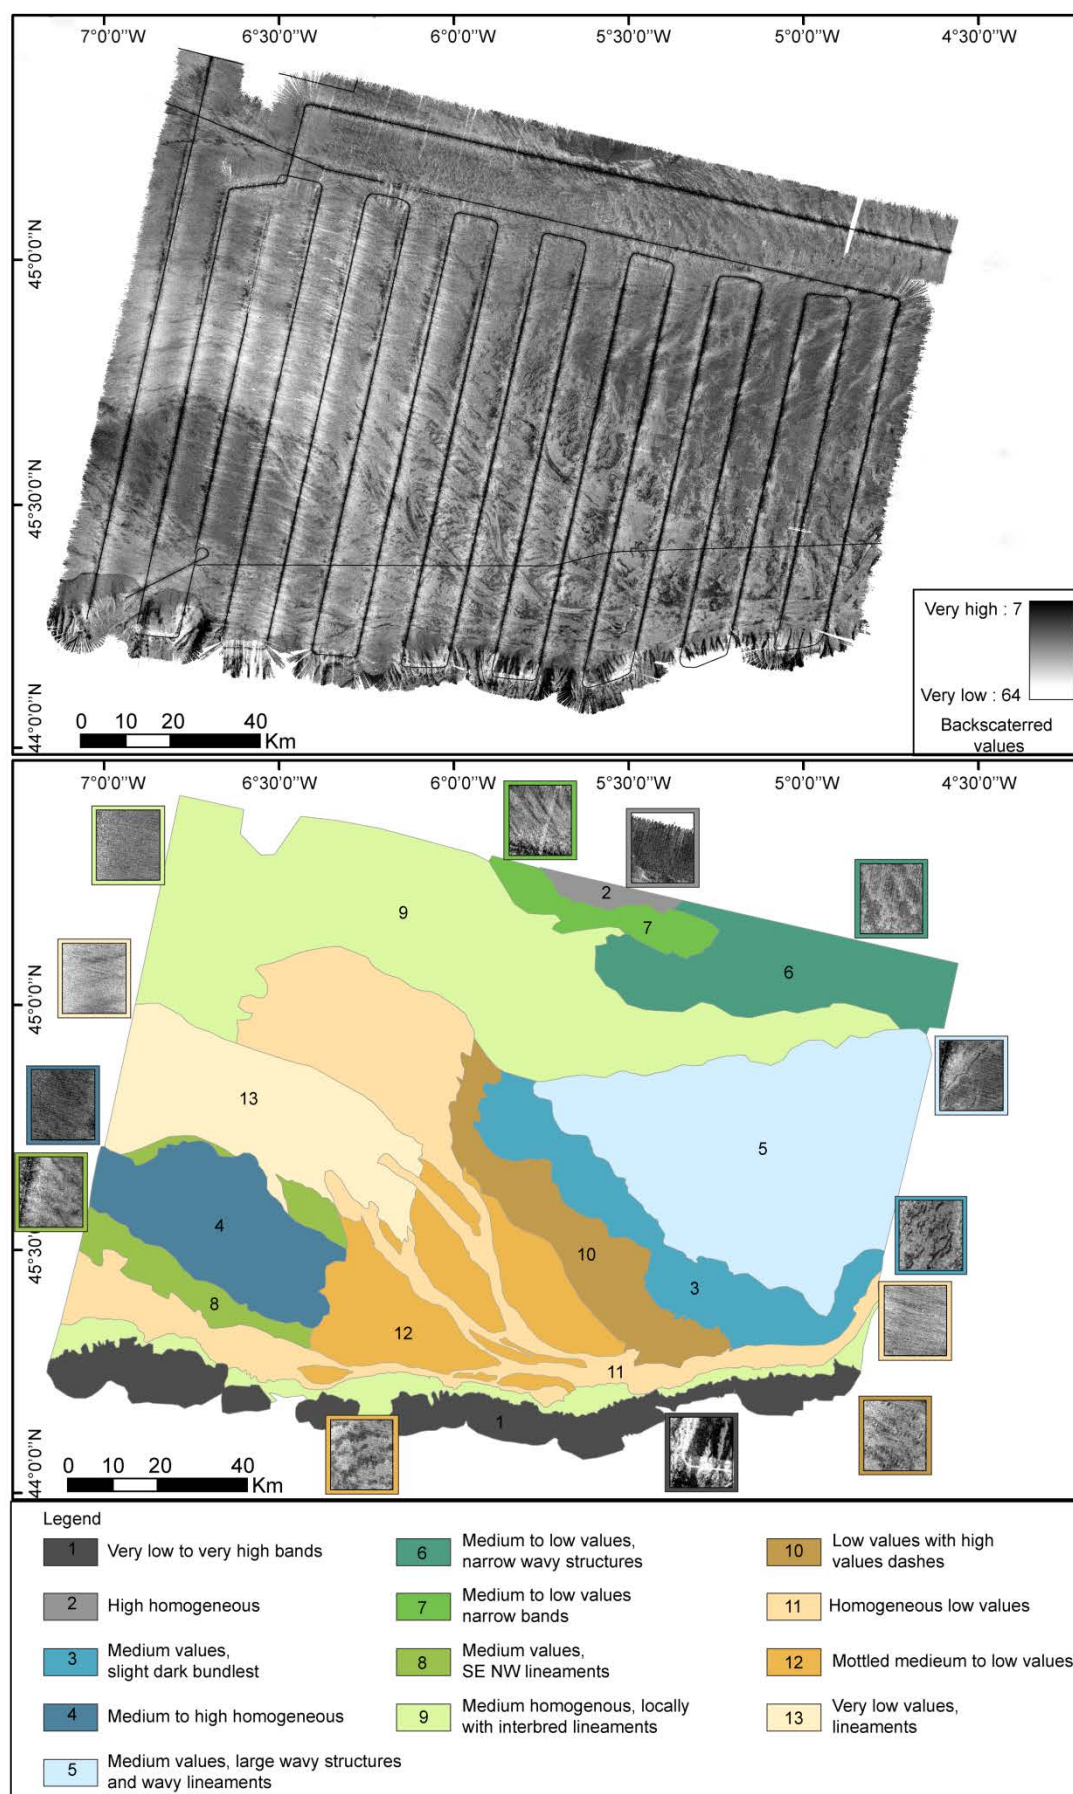 7°0'0"W 6°30'0"W 6°0'0"W 5°30'0"W 5°0'0"W 4°30'0"W
45°0'0"N
45°30'0"N
44°0'0"N
0 10 20 40
Km
Very high : 7
Very low : 64
Backscaterred
values
7°0'0"W 6°30'0"W 6°0'0"W 5°30'0"W 5°0'0"W 4°30'0"W
45°0'0"N
45°30'0"N
44°0'0"N
2
9
7
6
13
5
4
10
3
8
12
11
1
0 10 20 40
Km
Legend
1 Very low to very high bands
2 High homogeneous
3 Medium values,
slight dark bundlest
4 Medium to high homogeneous
5 Medium values, large wavy structures
and wavy lineaments
6 Medium to low values,
narrow wavy structures
7 Medium to low values
narrow bands
8 Medium values,
SE NW lineaments
9 Medium homogenous, locally
with interbred lineaments
10 Low values with high
values dashes
11 Homogeneous low values
12 Mottled medieum to low values
13 Very low values,
lineaments